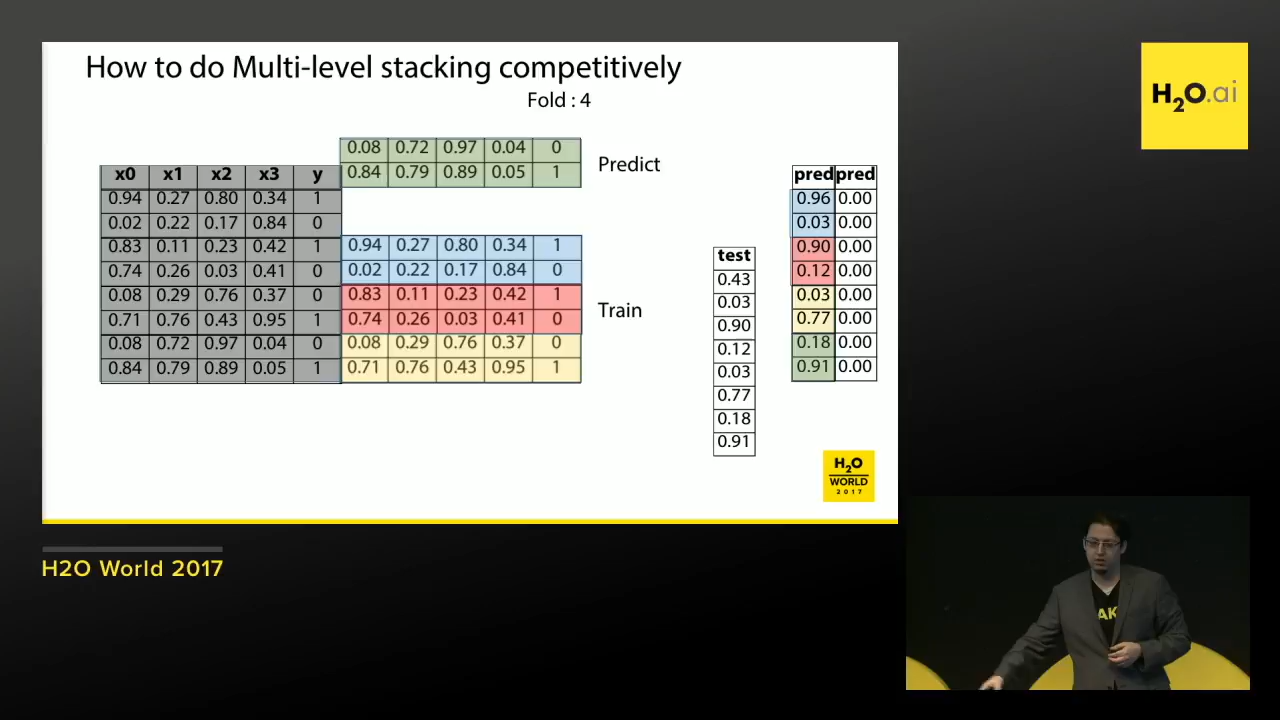 How to do Multi-level stacking competitively
Fold : 4
0.08 0.72 0.97 0.04 0
0.84 0.79 0.89 0.05 1
Predict
x0 x1 x2 x3 y
0.94 0.27 0.80 0.34 1
0.02 0.22 0.17 0.84 0
0.83 0.11 0.23 0.42 1
0.74 0.26 0.03 0.41 0
0.08 0.29 0.76 0.37 0
0.71 0.76 0.43 0.95 1
0.08 0.72 0.97 0.04 0
0.84 0.79 0.89 0.05 1
0.94 0.27 0.80 0.34 1
0.02 0.22 0.17 0.84 0
0.83 0.11 0.23 0.42 1
0.74 0.26 0.03 0.41 0
0.08 0.29 0.76 0.37 0
0.71 0.76 0.43 0.95 1
Train
test
0.43
0.03
0.90
0.12
0.03
0.77
0.18
0.91
pred pred
0.96 0.00
0.03 0.00
0.90 0.00
0.12 0.00
0.03 0.00
0.77 0.00
0.18 0.00
0.91 0.00
H2O
WORLD
2017
H2O.ai
H2O World 2017
AK